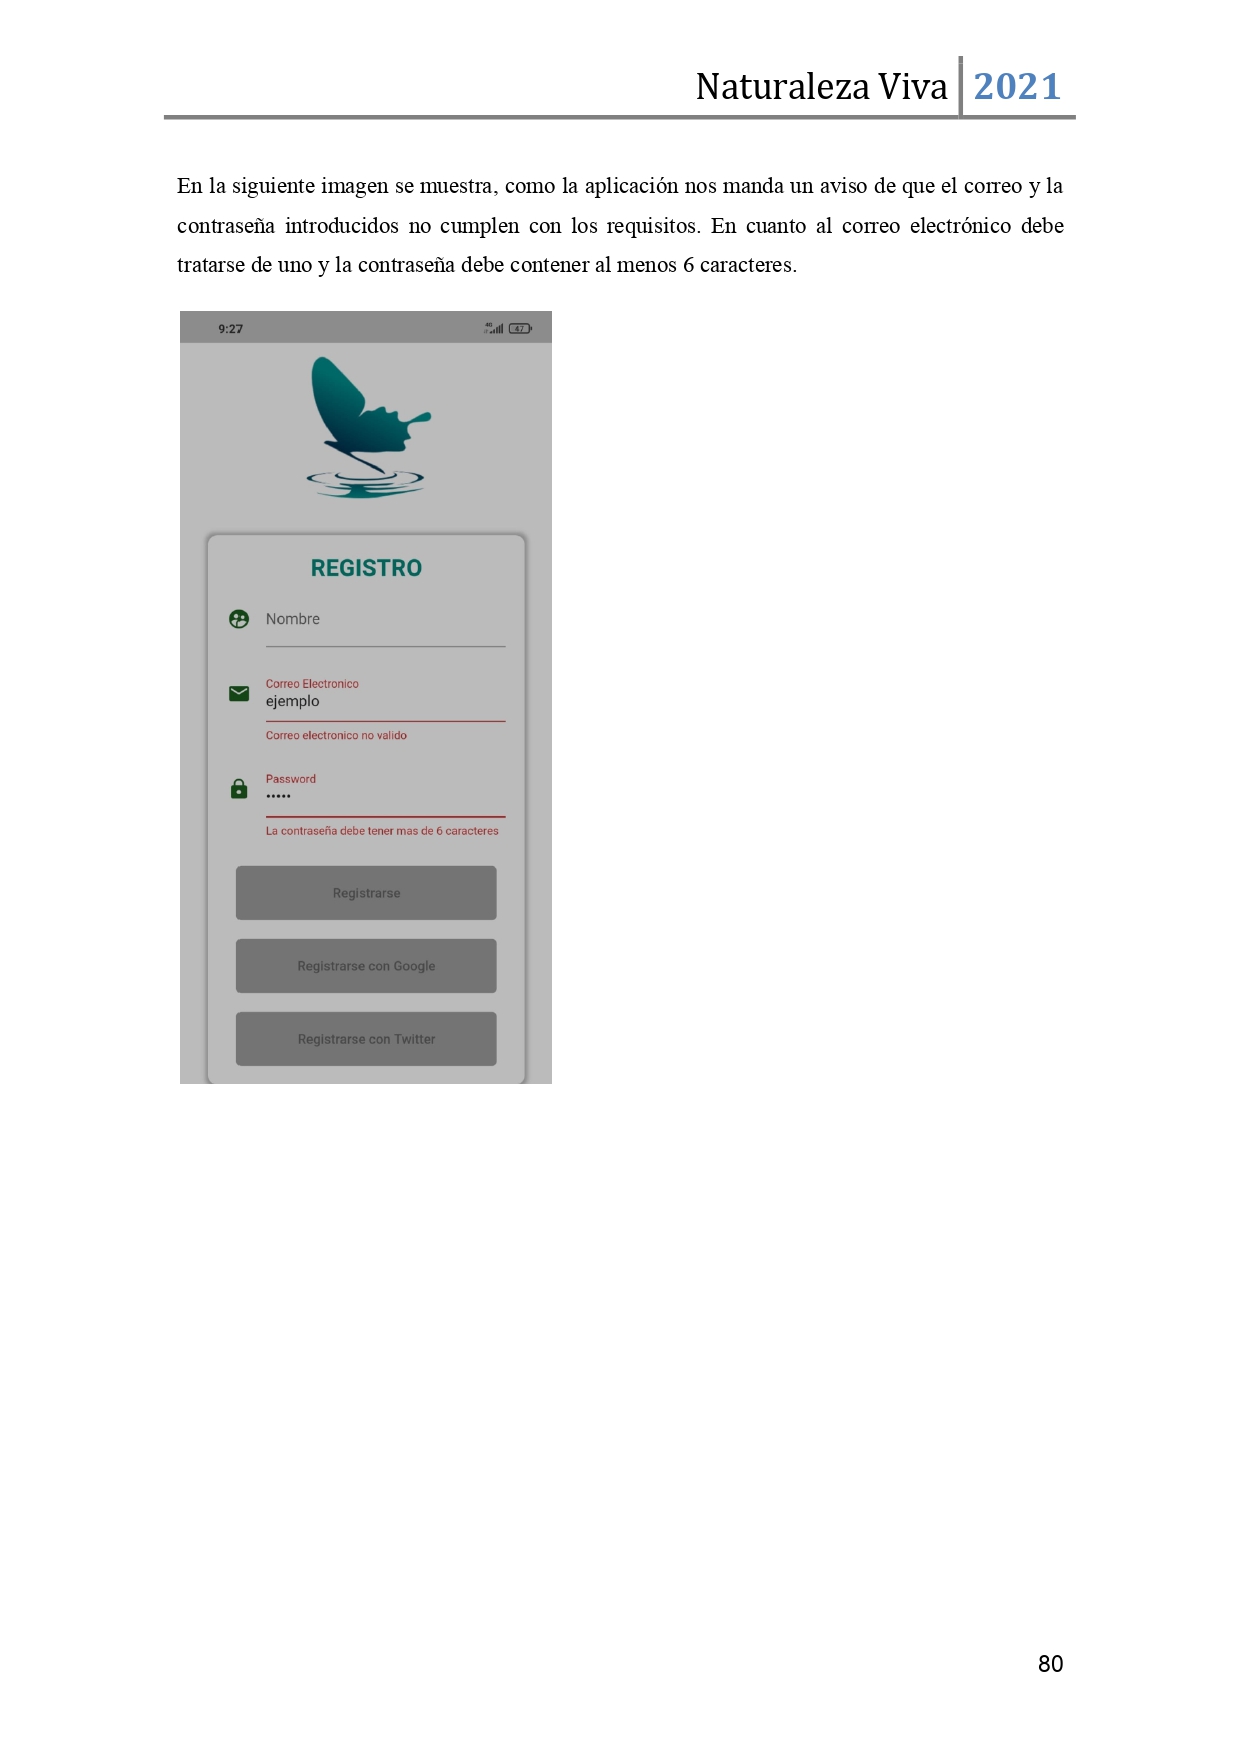 Naturaleza Viva 2021
En la siguiente imagen se muestra, como la aplicación nos manda un aviso de que el correo y la
contraseña introducidos no cumplen con los requisitos. En cuanto al correo electrónico debe
tratarse de uno y la contraseña debe contener al menos 6 caracteres.
9:27 4G 47
REGISTRO
Nombre
Correo Electronico
ejemplo
Correo electronico no valido
Password
•••••
La contraseña debe tener mas de 6 caracteres
Registrarse
Registrarse con Google
Registrarse con Twitter
80